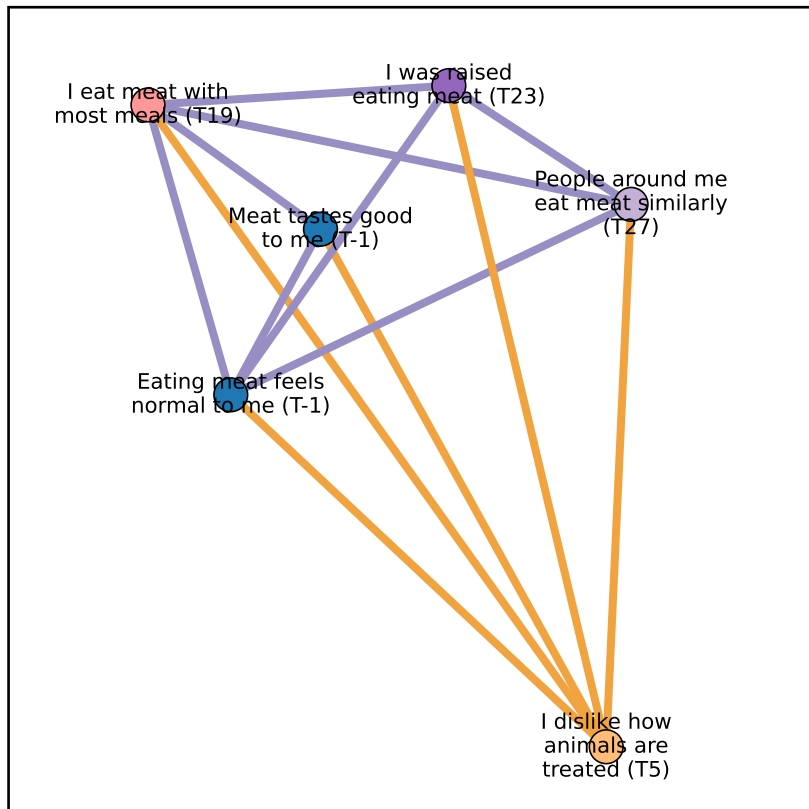 I was raised
eating meat (T23)
I eat meat with
most meals (T19)
People around me
eat meat similarly
(T27)
Meat tastes good
to me (T-1)
Eating meat feels
normal to me (T-1)
I dislike how
animals are
treated (T5)